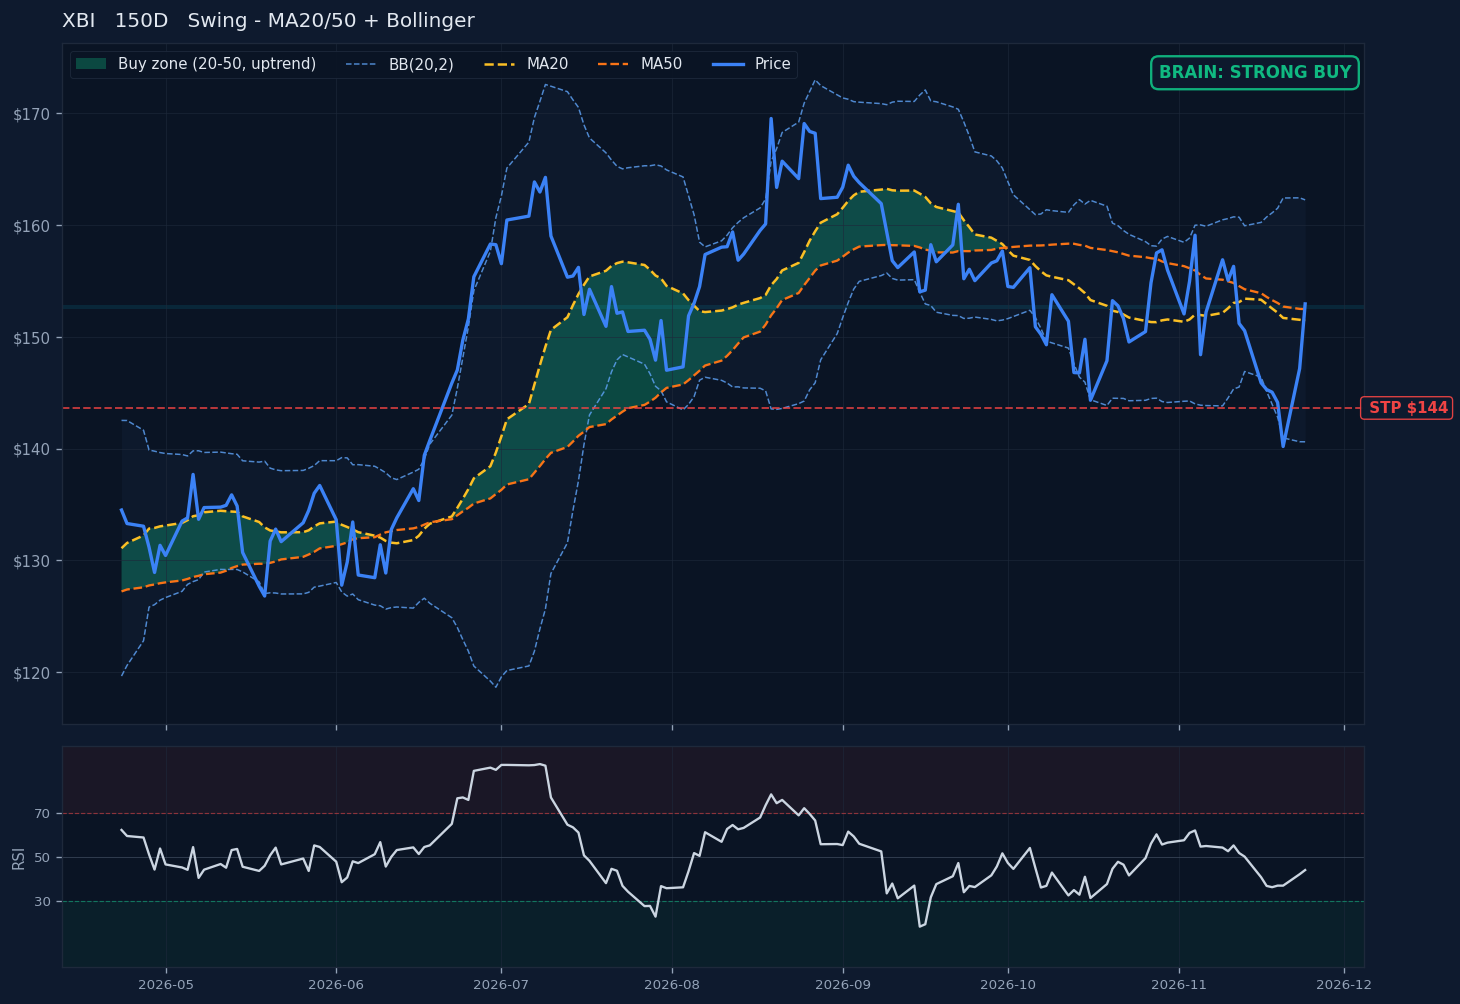 XBI   150D   Swing - MA20/50 + Bollinger
Buy zone (20-50, uptrend)   BB(20,2)   MA20   MA50   Price
BRAIN: STRONG BUY
$170
$160
$150
STP $144
$140
$130
$120
70
50
30
RSI
2026-05   2026-06   2026-07   2026-08   2026-09   2026-10   2026-11   2026-12